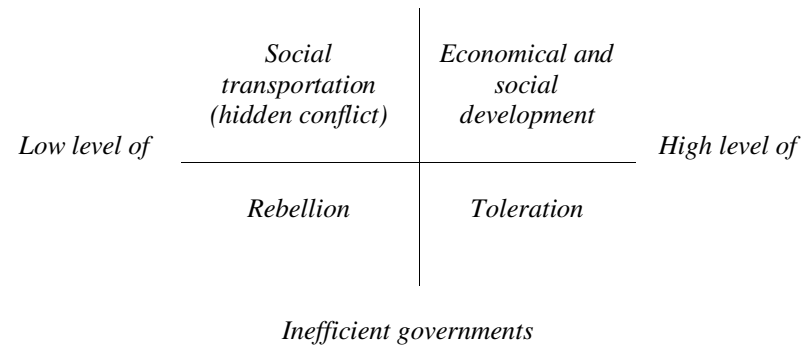 Social
transportation
(hidden conflict)
Economical and
social
development
Low level of
High level of
Rebellion
Toleration
Inefficient governments